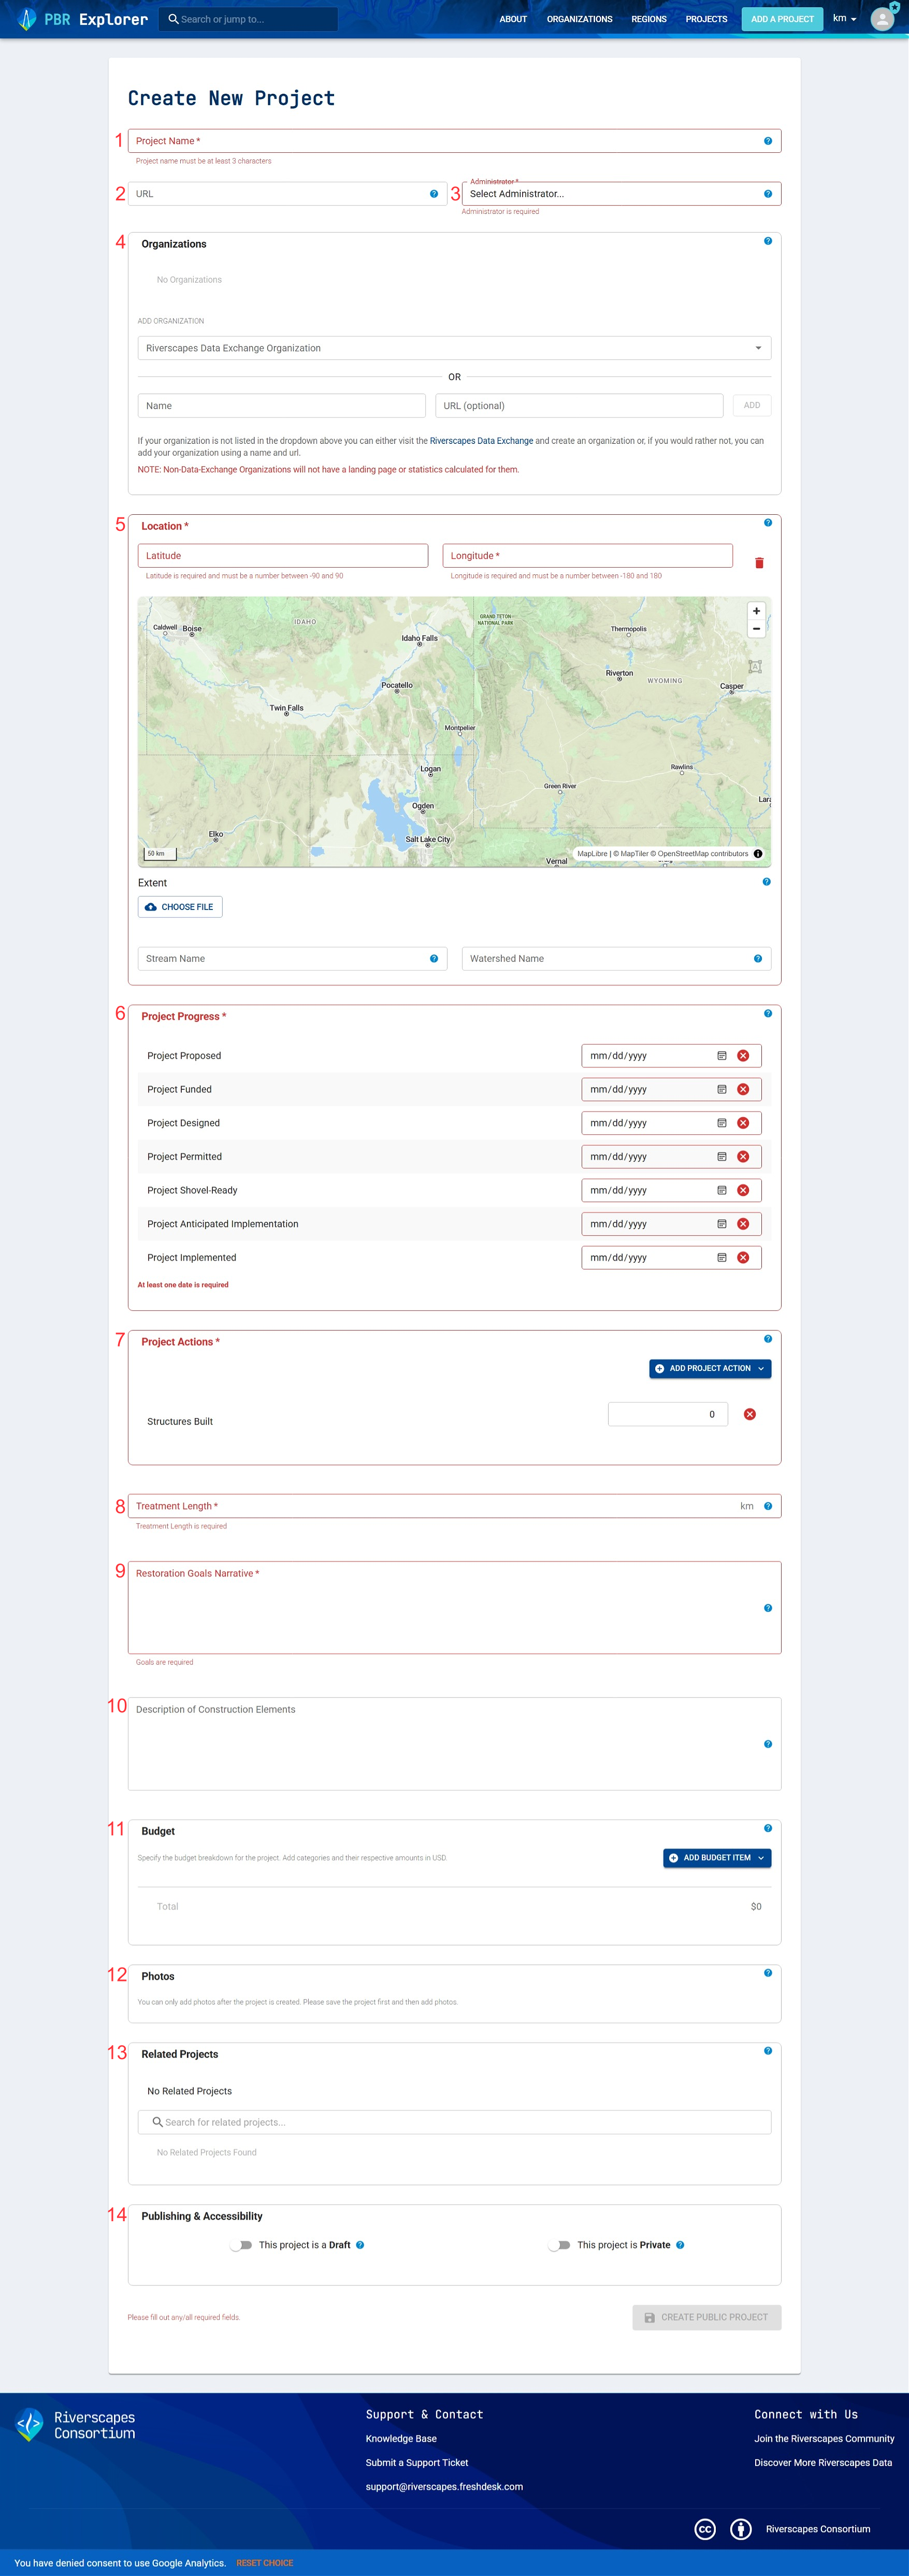 PBR Explorer
Search or jump to...
ABOUT
ORGANIZATIONS
REGIONS
PROJECTS
ADD A PROJECT
km
Create New Project
1
Project Name *
Project name must be at least 3 characters
2
URL
3
Administrator *
Select Administrator...
Administrator is required
4
Organizations
No Organizations
ADD ORGANIZATION
Riverscapes Data Exchange Organization
OR
Name
URL (optional)
ADD
If your organization is not listed in the dropdown above you can either visit the Riverscapes Data Exchange and create an organization or, if you would rather not, you can
add your organization using a name and url.
NOTE: Non-Data-Exchange Organizations will not have a landing page or statistics calculated for them.
5
Location *
Latitude
Longitude *
Latitude is required and must be a number between -90 and 90
Longitude is required and must be a number between -180 and 180
Caldwell
Boise
IDAHO
Idaho Falls
GRAND TETON
NATIONAL PARK
Thermopolis
Riverton
WYOMING
Casper
Pocatello
Twin Falls
Montpelier
Logan
Rawlins
Green River
Ogden
Elko
Salt Lake City
Vernal
50 km
MapLibre | © MapTiler © OpenStreetMap contributors
Extent
CHOOSE FILE
Stream Name
Watershed Name
6
Project Progress *
Project Proposed
mm/dd/yyyy
Project Funded
mm/dd/yyyy
Project Designed
mm/dd/yyyy
Project Permitted
mm/dd/yyyy
Project Shovel-Ready
mm/dd/yyyy
Project Anticipated Implementation
mm/dd/yyyy
Project Implemented
mm/dd/yyyy
At least one date is required
7
Project Actions *
ADD PROJECT ACTION
Structures Built
0
8
Treatment Length *
km
Treatment Length is required
9
Restoration Goals Narrative *
Goals are required
10
Description of Construction Elements
11
Budget
Specify the budget breakdown for the project. Add categories and their respective amounts in USD.
ADD BUDGET ITEM
Total
$0
12
Photos
You can only add photos after the project is created. Please save the project first and then add photos.
13
Related Projects
No Related Projects
Search for related projects...
No Related Projects Found
14
Publishing & Accessibility
This project is a Draft
This project is Private
Please fill out any/all required fields.
CREATE PUBLIC PROJECT
Riverscapes
Consortium
Support & Contact
Knowledge Base
Submit a Support Ticket
support@riverscapes.freshdesk.com
Connect with Us
Join the Riverscapes Community
Discover More Riverscapes Data
Riverscapes Consortium
You have denied consent to use Google Analytics.
RESET CHOICE